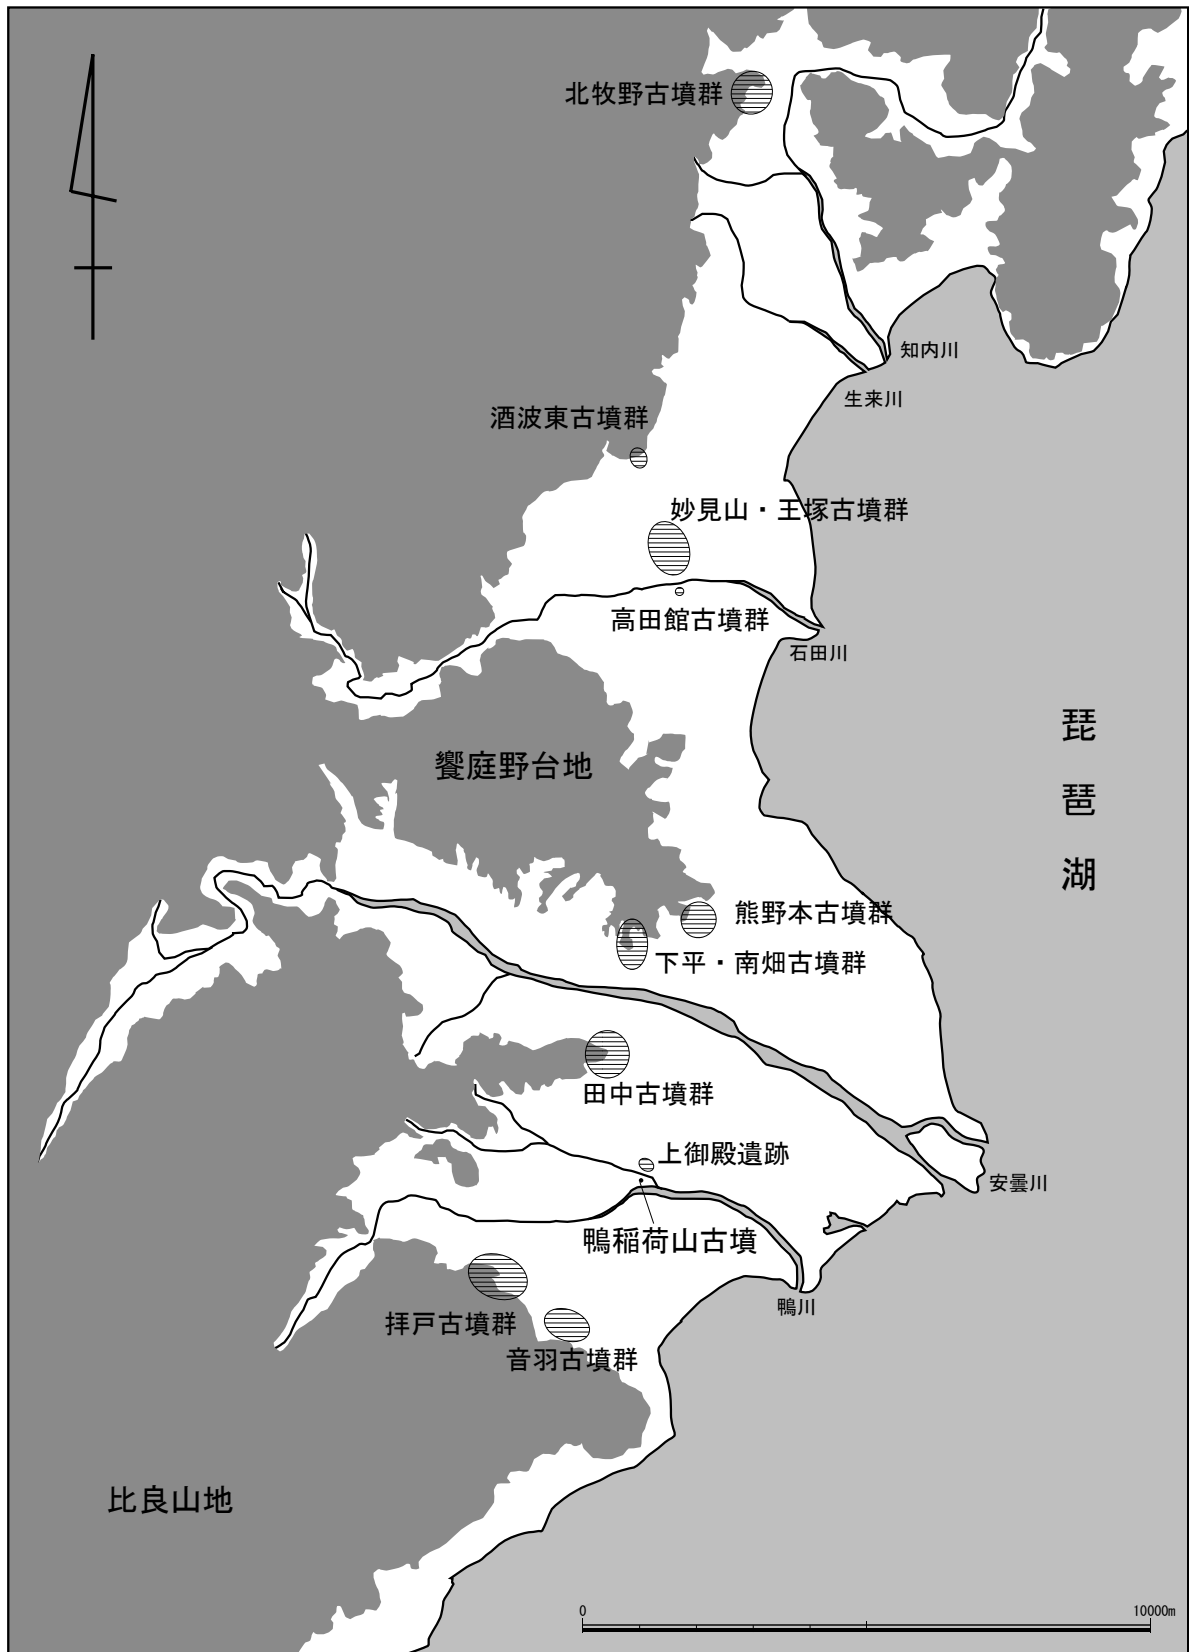 北牧野古墳群
知内川
生来川
酒波東古墳群
妙見山・王塚古墳群
高田館古墳群
石田川
琵琶湖
饗庭野台地
熊野本古墳群
下平・南畑古墳群
田中古墳群
上御殿遺跡
安曇川
鴨稲荷山古墳
鴨川
拝戸古墳群
音羽古墳群
比良山地
0 10000m